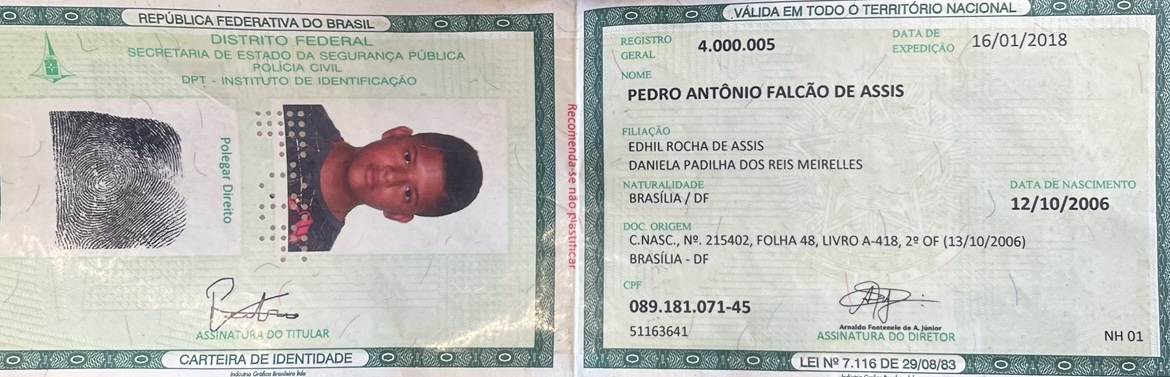 REPÚBLICA FEDERATIVA DO BRASIL
DISTRITO FEDERAL
SECRETARIA DE ESTADO DA SEGURANÇA PÚBLICA
POLÍCIA CIVIL
DPT - INSTITUTO DE IDENTIFICAÇÃO
Polegar Direito
ASSINATURA DO TITULAR
CARTEIRA DE IDENTIDADE
Recomenda-se não plastificar
VÁLIDA EM TODO O TERRITÓRIO NACIONAL
REGISTRO GERAL 4.000.005 DATA DE EXPEDIÇÃO 16/01/2018
NOME
PEDRO ANTÔNIO FALCÃO DE ASSIS
FILIAÇÃO
EDHIL ROCHA DE ASSIS
DANIELA PADILHA DOS REIS MEIRELLES
NATURALIDADE DATA DE NASCIMENTO
BRASÍLIA / DF 12/10/2006
DOC. ORIGEM
C.NASC., Nº. 215402, FOLHA 48, LIVRO A-418, 2º OF (13/10/2006)
BRASÍLIA - DF
CPF
089.181.071-45
51163641
Arnaldo Fontenele de A. Júnior
ASSINATURA DO DIRETOR
NH 01
LEI Nº 7.116 DE 29/08/83